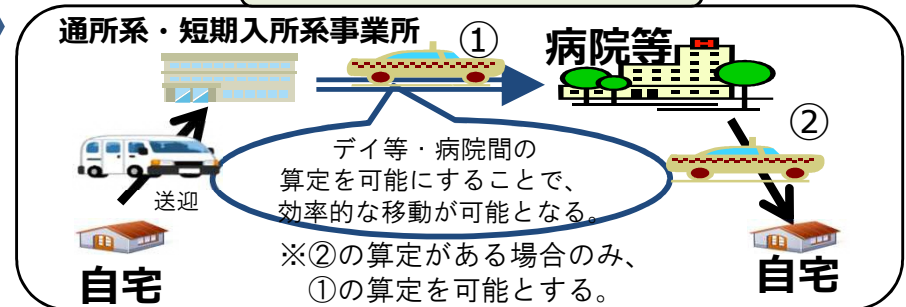 通所系・短期入所系事業所
①
病院等
②
デイ等・病院間の
算定を可能にすることで、
効率的な移動が可能となる。
送迎
自宅
※②の算定がある場合のみ、
①の算定を可能とする。
自宅